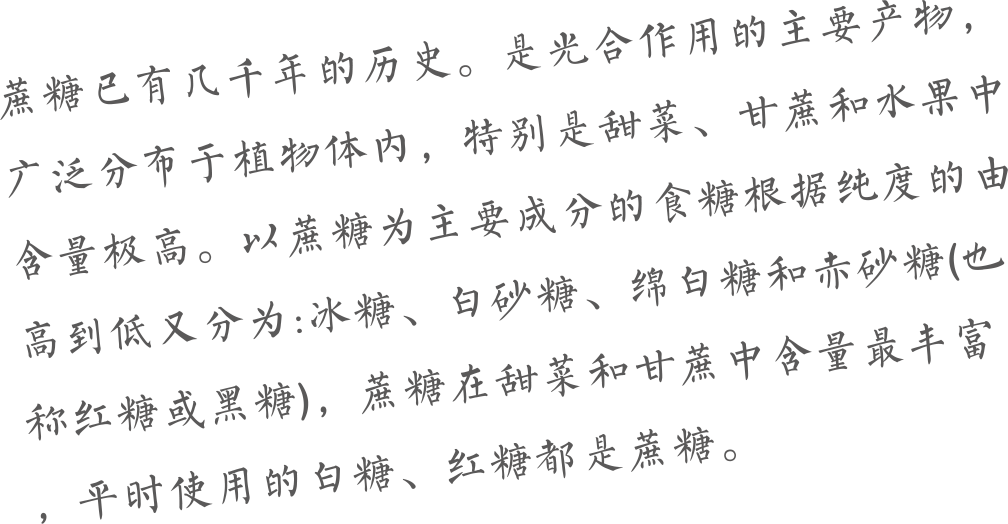 蔗糖已有几千年的历史。是光合作用的主要产物，
广泛分布于植物体内，特别是甜菜、甘蔗和水果中
含量极高。以蔗糖为主要成分的食糖根据纯度的由
高到低又分为:冰糖、白砂糖、绵白糖和赤砂糖(也
称红糖或黑糖)，蔗糖在甜菜和甘蔗中含量最丰富
，平时使用的白糖、红糖都是蔗糖。